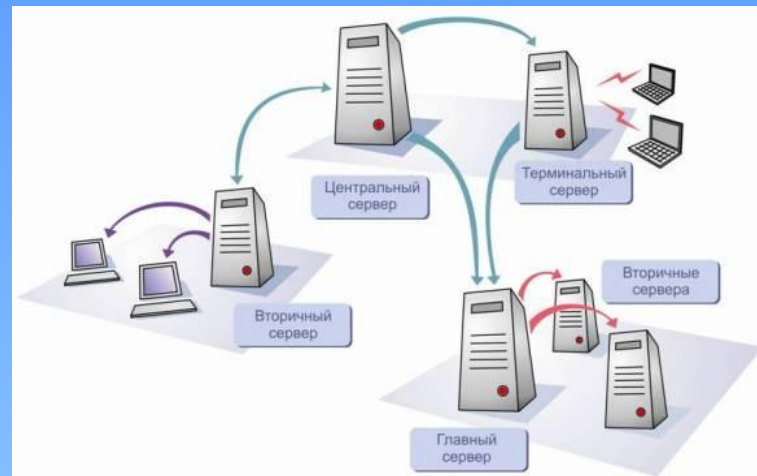 Центральный
сервер
Терминальный
сервер
Вторичный
сервер
Вторичные
сервера
Главный
сервер